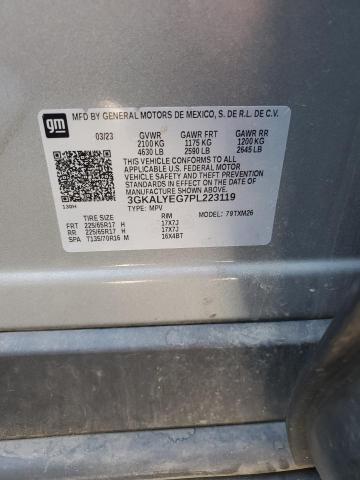 gm
MFD BY GENERAL MOTORS DE MEXICO, S. DE R.L. DE C.V.
03/23 GVWR GAWR FRT GAWR RR
2100 KG 1175 KG 1200 KG
4630 LB 2590 LB 2645 LB
THIS VEHICLE CONFORMS TO ALL
APPLICABLE U.S. FEDERAL MOTOR
VEHICLE SAFETY AND THEFT
PREVENTION STANDARDS IN EFFECT
ON THE DATE OF MANUFACTURE
SHOWN ABOVE.
130H
3GKALYEG7PL223119
TYPE: MPV MODEL: 79TXM26
TIRE SIZE RIM
FRT 225/65R17 H 17X7J
RR 225/65R17 H 17X7J
SPA T135/70R16 M 16X4BT